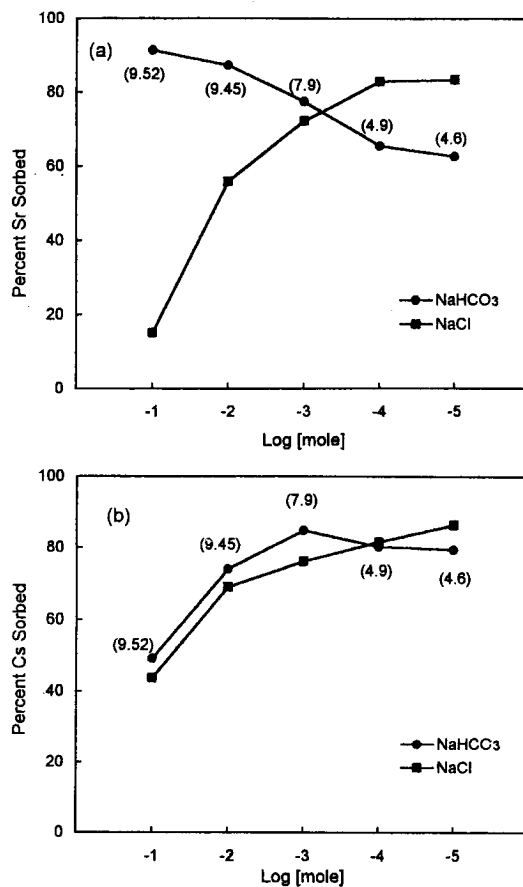 100
(a)
(9.52)
(9.45)
(7.9)
(4.9)
(4.6)
80
60
40
20
0
Percent Sr Sorbed
NaHCO3
NaCl
-1 -2 -3 -4 -5
Log [mole]
100
(b)
(7.9)
(9.45)
(9.52)
(4.9)
(4.6)
80
60
40
20
0
Percent Cs Sorbed
NaHCC3
NaCl
-1 -2 -3 -4 -5
Log [mole]